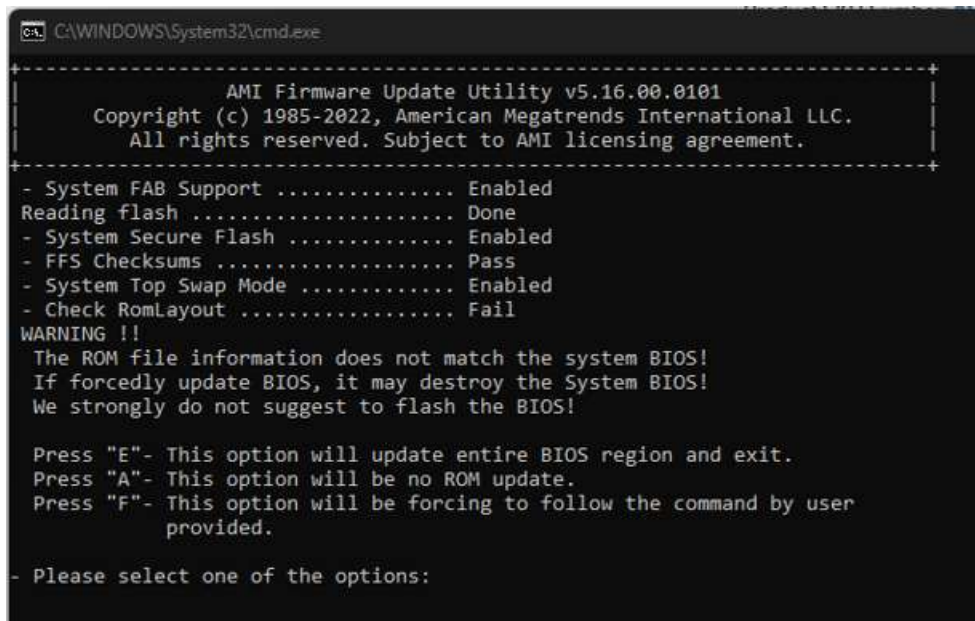 C:\WINDOWS\System32\cmd.exe
+---------------------------------------------------------------------------+
| AMI Firmware Update Utility v5.16.00.0101 |
| Copyright (c) 1985-2022, American Megatrends International LLC. |
| All rights reserved. Subject to AMI licensing agreement. |
+---------------------------------------------------------------------------+
- System FAB Support ............... Enabled
Reading flash ...................... Done
- System Secure Flash .............. Enabled
- FFS Checksums .................... Pass
- System Top Swap Mode ............. Enabled
- Check RomLayout .................. Fail
WARNING !!
The ROM file information does not match the system BIOS!
If forcedly update BIOS, it may destroy the System BIOS!
We strongly do not suggest to flash the BIOS!
Press "E"- This option will update entire BIOS region and exit.
Press "A"- This option will be no ROM update.
Press "F"- This option will be forcing to follow the command by user
provided.
- Please select one of the options: